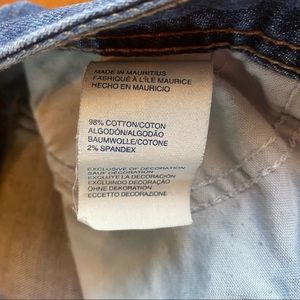 MADE IN MAURITIUS
FABRIQUÉ À L'ÎLE MAURICE
HECHO EN MAURICIO
98% COTTON/COTON
ALGODÓN/ALGODÃO
BAUMWOLLE/COTONE
2% SPANDEX
EXCLUSIVE OF DECORATION
SAUF DÉCORATION
EXCLUYE LA DECORACIÓN
EXCLUINDO DECORAÇÃO
OHNE DEKORATION
ECCETTO DECORAZIONE